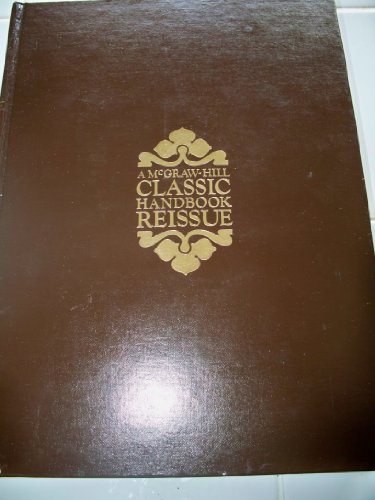 A McGRAW-HILL
CLASSIC
HANDBOOK
REISSUE